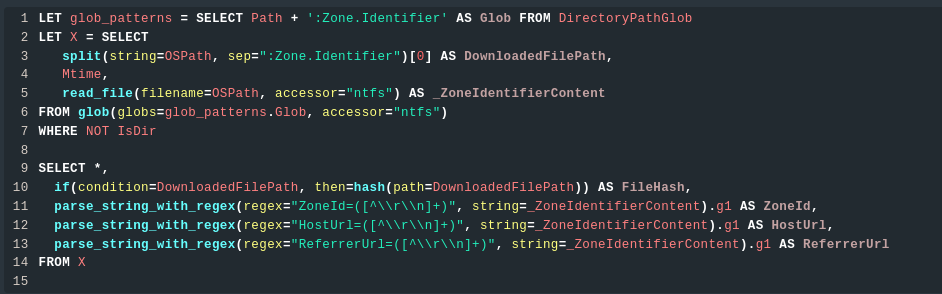 1 LET glob_patterns = SELECT Path + ':Zone.Identifier' AS Glob FROM DirectoryPathGlob
2 LET X = SELECT
3    split(string=OSPath, sep=":Zone.Identifier")[0] AS DownloadedFilePath,
4    Mtime,
5    read_file(filename=OSPath, accessor="ntfs") AS _ZoneIdentifierContent
6 FROM glob(globs=glob_patterns.Glob, accessor="ntfs")
7 WHERE NOT IsDir
8
9 SELECT *,
10   if(condition=DownloadedFilePath, then=hash(path=DownloadedFilePath)) AS FileHash,
11   parse_string_with_regex(regex="ZoneId=([^\\r\\n]+)", string=_ZoneIdentifierContent).g1 AS ZoneId,
12   parse_string_with_regex(regex="HostUrl=([^\\r\\n]+)", string=_ZoneIdentifierContent).g1 AS HostUrl,
13   parse_string_with_regex(regex="ReferrerUrl=([^\\r\\n]+)", string=_ZoneIdentifierContent).g1 AS ReferrerUrl
14 FROM X
15